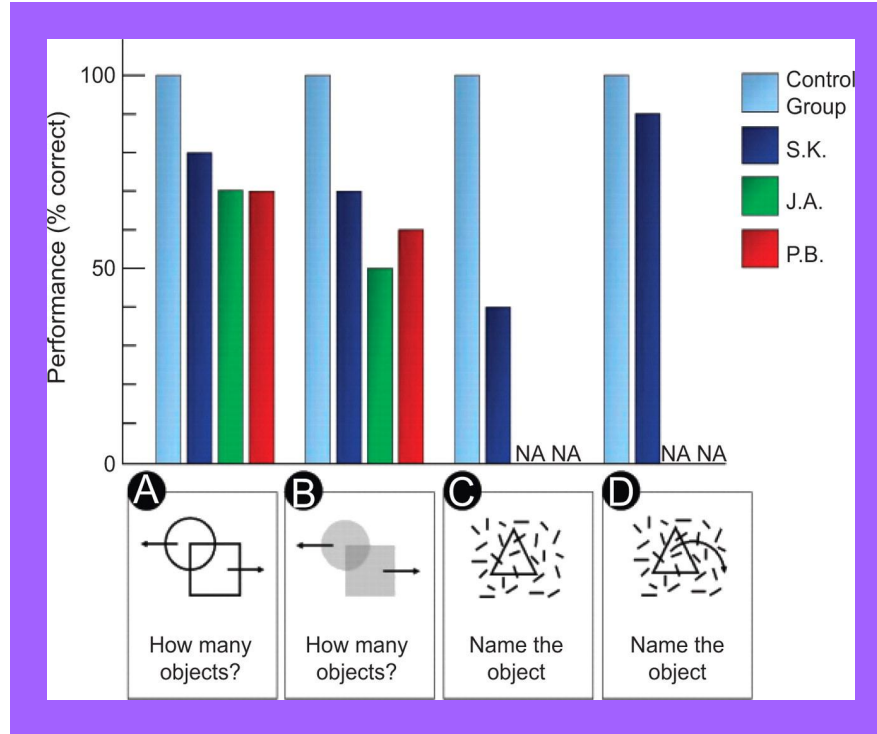 Performance (% correct)
100
50
0
Control
Group
S.K.
J.A.
P.B.
NA NA
NA NA
A
B
C
D
How many
objects?
How many
objects?
Name the
object
Name the
object